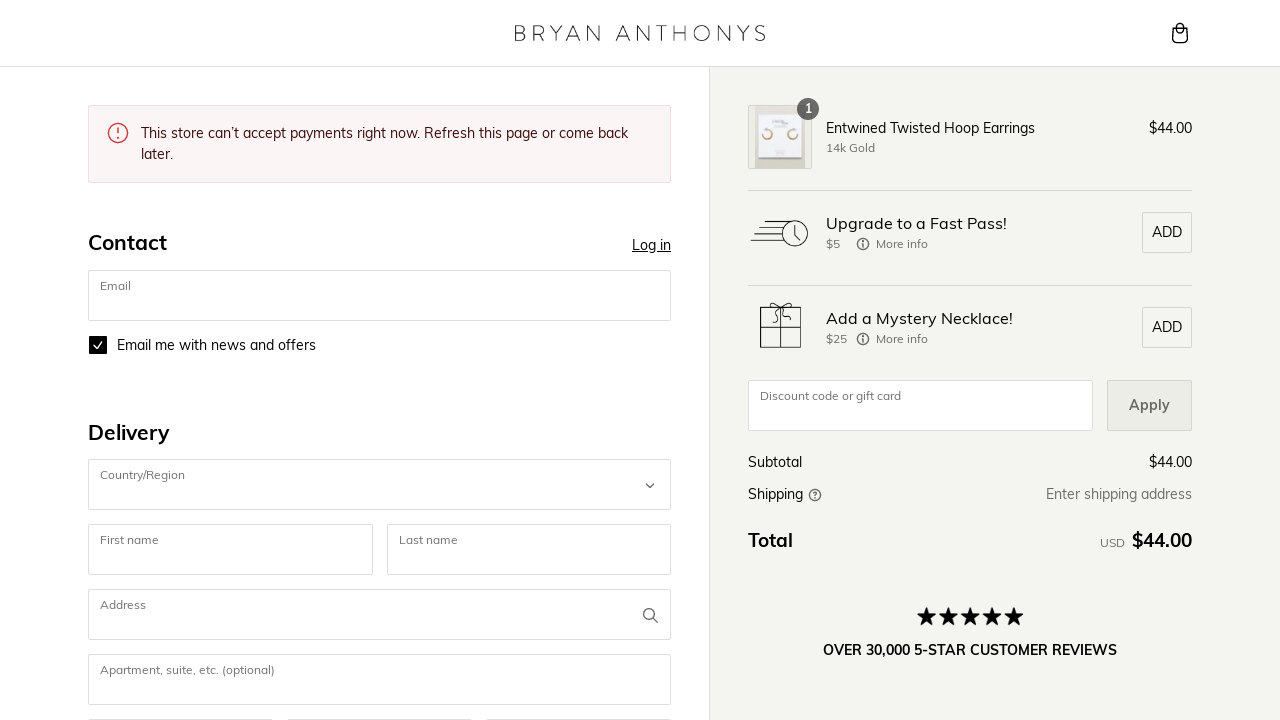 BRYAN ANTHONYS
This store can’t accept payments right now. Refresh this page or come back
later.
Contact
Log in
Email
Email me with news and offers
Delivery
Country/Region
First name
Last name
Address
Apartment, suite, etc. (optional)
1
Entwined Twisted Hoop Earrings
$44.00
14k Gold
Upgrade to a Fast Pass!
$5
More info
ADD
Add a Mystery Necklace!
$25
More info
ADD
Discount code or gift card
Apply
Subtotal
$44.00
Shipping
Enter shipping address
Total
USD $44.00
OVER 30,000 5-STAR CUSTOMER REVIEWS